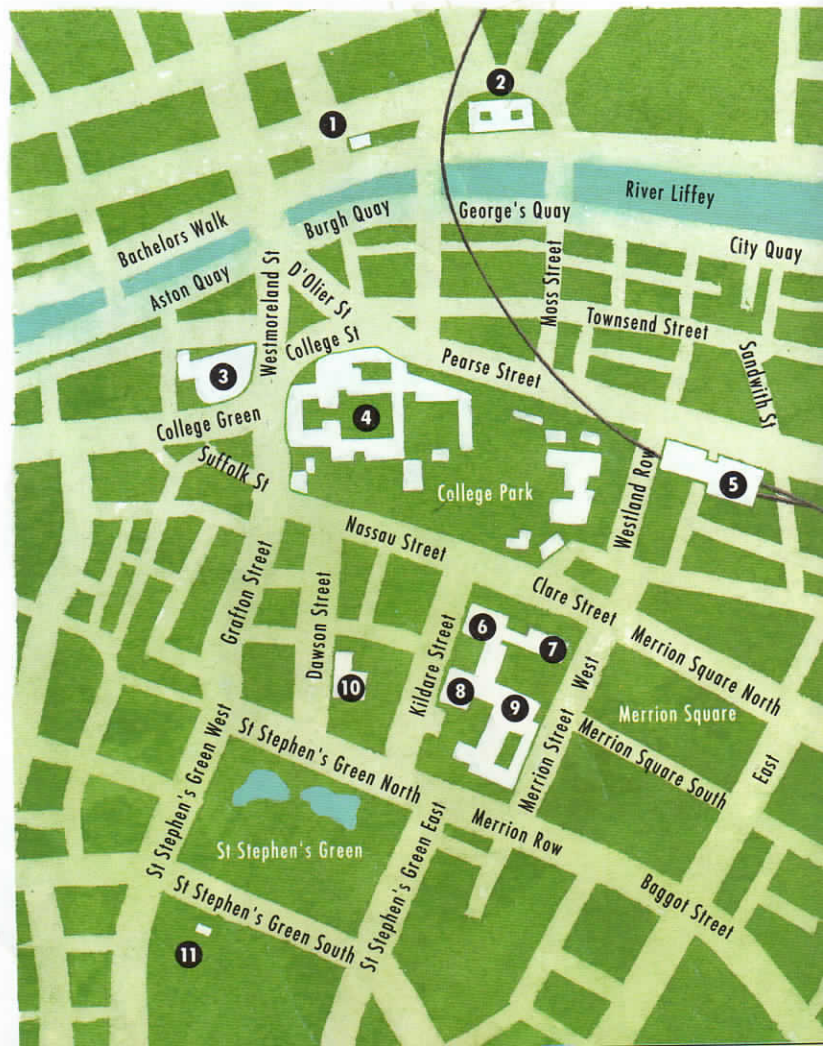 1
2
River Liffey
George's Quay
Burgh Quay
Bachelors Walk
City Quay
Aston Quay
D'Olier St
Westmoreland St
Moss Street
Townsend Street
College St
Pearse Street
Sandwith St
3
4
College Green
Suffolk St
College Park
Westland Row
5
Nassau Street
Clare Street
Grafton Street
Dawson Street
Kildare Street
6
7
8
9
10
Merrion Square North
Merrion Street
West
Merrion Square
Merrion Square South
East
St Stephen's Green West
St Stephen's Green North
St Stephen's Green
St Stephen's Green East
Merrion Row
Baggot Street
St Stephen's Green South
11